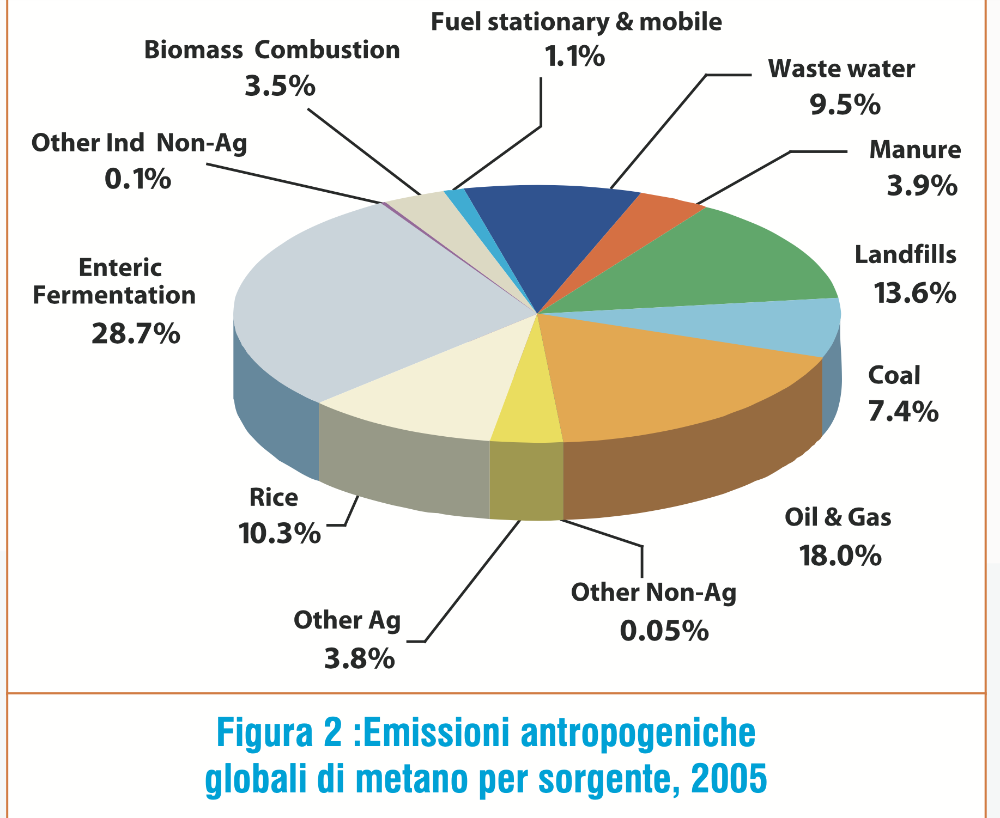 Fuel stationary & mobile
1.1%
Biomass Combustion
3.5%
Waste water
9.5%
Other Ind Non-Ag
0.1%
Manure
3.9%
Enteric
Fermentation
28.7%
Landfills
13.6%
Coal
7.4%
Rice
10.3%
Oil & Gas
18.0%
Other Non-Ag
0.05%
Other Ag
3.8%
Figura 2 :Emissioni antropogeniche
globali di metano per sorgente, 2005